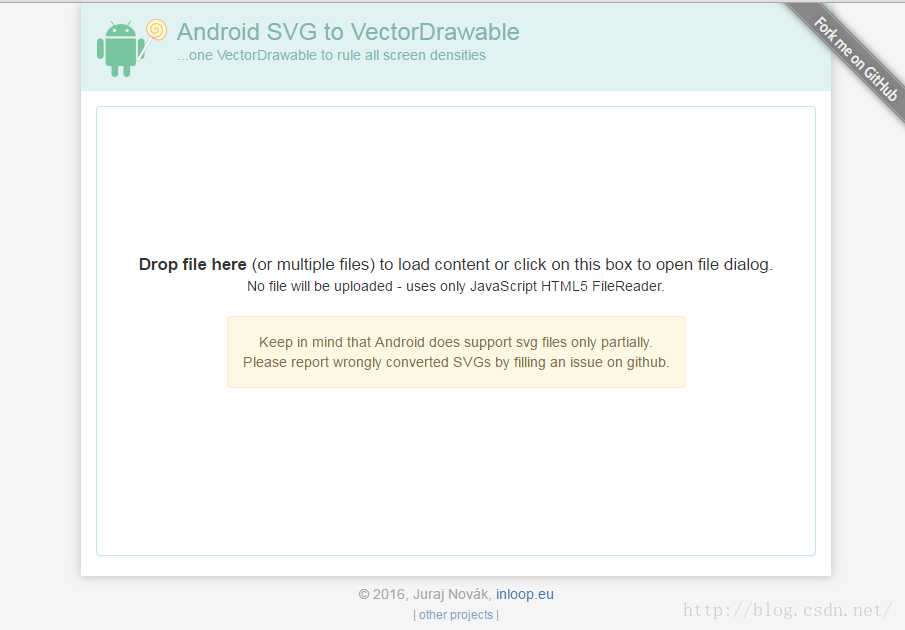 Android SVG to VectorDrawable
...one VectorDrawable to rule all screen densities
Fork me on GitHub
Drop file here (or multiple files) to load content or click on this box to open file dialog.
No file will be uploaded - uses only JavaScript HTML5 FileReader.
Keep in mind that Android does support svg files only partially.
Please report wrongly converted SVGs by filling an issue on github.
© 2016, Juraj Novák, inloop.eu
| other projects |
http://blog.csdn.net/